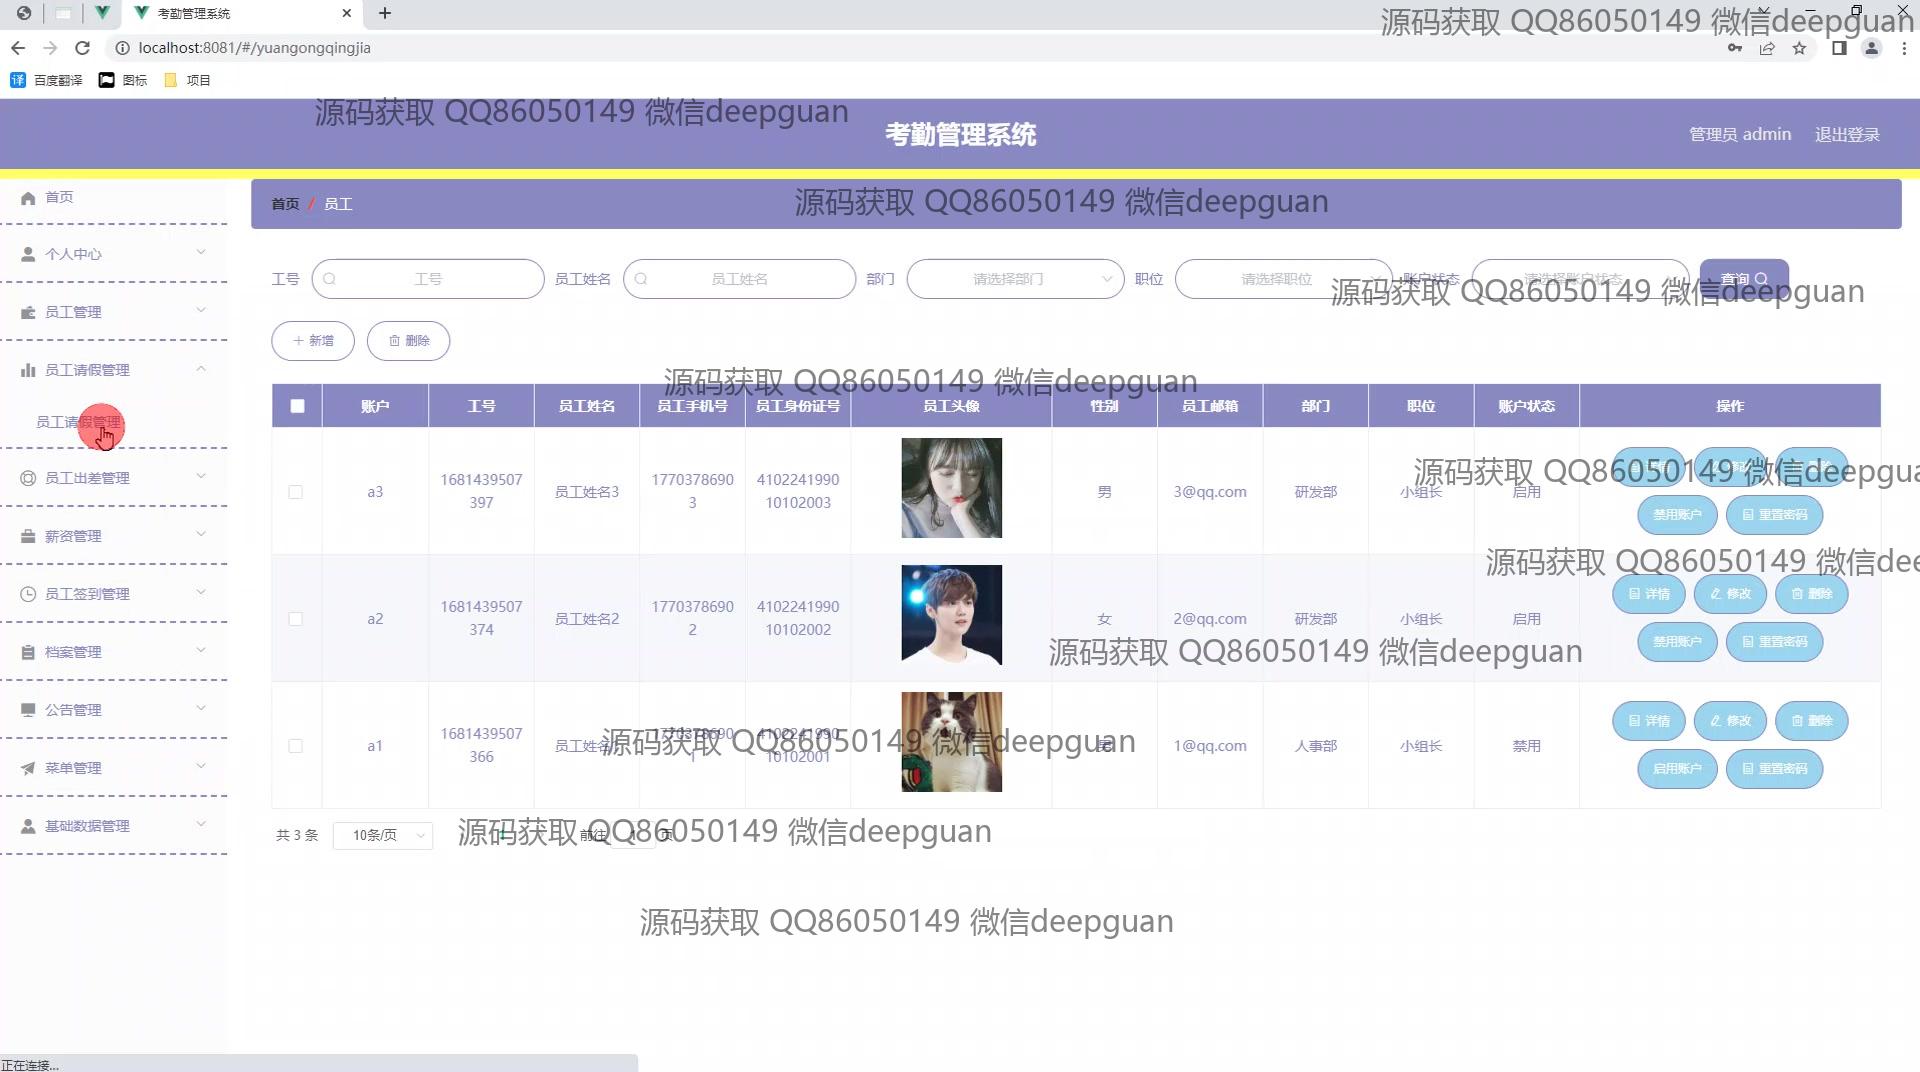 考勤管理系统
源码获取 QQ86050149 微信deepguan
localhost:8081/#/yuangongqingjia
百度翻译 图标 项目
源码获取 QQ86050149 微信deepguan
考勤管理系统
管理员 admin 退出登录
首页
个人中心
员工管理
员工请假管理
员工请假管理
员工出差管理
薪资管理
员工签到管理
档案管理
公告管理
菜单管理
基础数据管理
首页 / 员工
源码获取 QQ86050149 微信deepguan
工号 工号 员工姓名 员工姓名 部门 请选择部门 职位 请选择职位 账户状态 请选择账户状态 查询
源码获取 QQ86050149 微信deepguan
新增 删除
源码获取 QQ86050149 微信deepguan
账户 工号 员工姓名 员工手机号 员工身份证号 员工头像 性别 员工邮箱 部门 职位 账户状态 操作
源码获取 QQ86050149 微信deepgua
a3 1681439507397 员工姓名3 17703786903 410224199010102003 男 3@qq.com 研发部 小组长 启用
禁用账户 重置密码
源码获取 QQ86050149 微信dee
a2 1681439507374 员工姓名2 17703786902 410224199010102002 女 2@qq.com 研发部 小组长 启用
详情 修改 删除
禁用账户 重置密码
源码获取 QQ86050149 微信deepguan
a1 1681439507366 员工姓名 17703786901 410224199010102001 1@qq.com 人事部 小组长 禁用
详情 修改 删除
启用账户 重置密码
源码获取 QQ86050149 微信deepguan
共 3 条 10条/页 前往 1 页
源码获取 QQ86050149 微信deepguan
源码获取 QQ86050149 微信deepguan
正在连接...